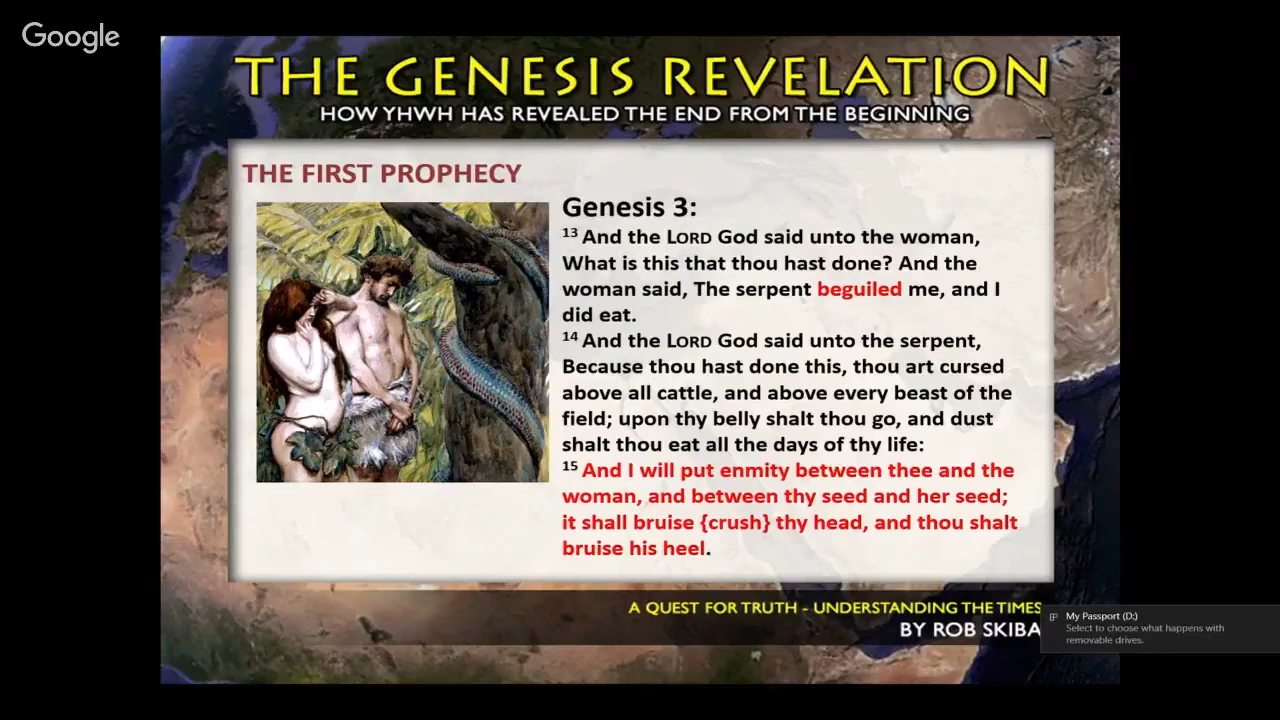 Google
THE GENESIS REVELATION
HOW YHWH HAS REVEALED THE END FROM THE BEGINNING
THE FIRST PROPHECY
Genesis 3:
13 And the LORD God said unto the woman,
What is this that thou hast done? And the
woman said, The serpent beguiled me, and I
did eat.
14 And the LORD God said unto the serpent,
Because thou hast done this, thou art cursed
above all cattle, and above every beast of the
field; upon thy belly shalt thou go, and dust
shalt thou eat all the days of thy life:
15 And I will put enmity between thee and the
woman, and between thy seed and her seed;
it shall bruise {crush} thy head, and thou shalt
bruise his heel.
A QUEST FOR TRUTH - UNDERSTANDING THE TIMES
BY ROB SKIBA
My Passport (D:)
Select to choose what happens with
removable drives.